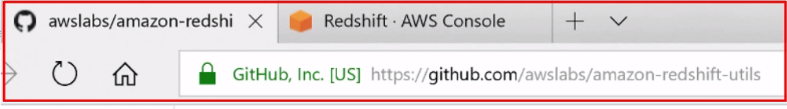 awslabs/amazon-redshi Redshift · AWS Console
GitHub, Inc. [US] https://github.com/awslabs/amazon-redshift-utils